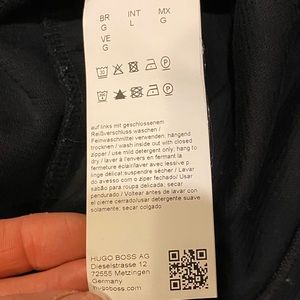 BR INT MX
G L G
VE
G
auf links mit geschlossenem
Reißverschluss waschen /
Feinwaschmittel verwenden; hängend
trocknen / wash inside out with closed
zipper / use mild detergent only; hang to
dry / laver à l'envers en fermant la
fermeture éclair/laver avec lessive p.
linge délicat;suspendre sécher / Lavar
do avesso com o zíper fechado / Usar
sabão para roupa delicada; secar
pendurado / Voltear antes de lavar con
el cierre cerrado/usar detergente suave
solamente; secar colgado
HUGO BOSS AG
Dieselstrasse 12
72555 Metzingen
Germany
hugoboss.com